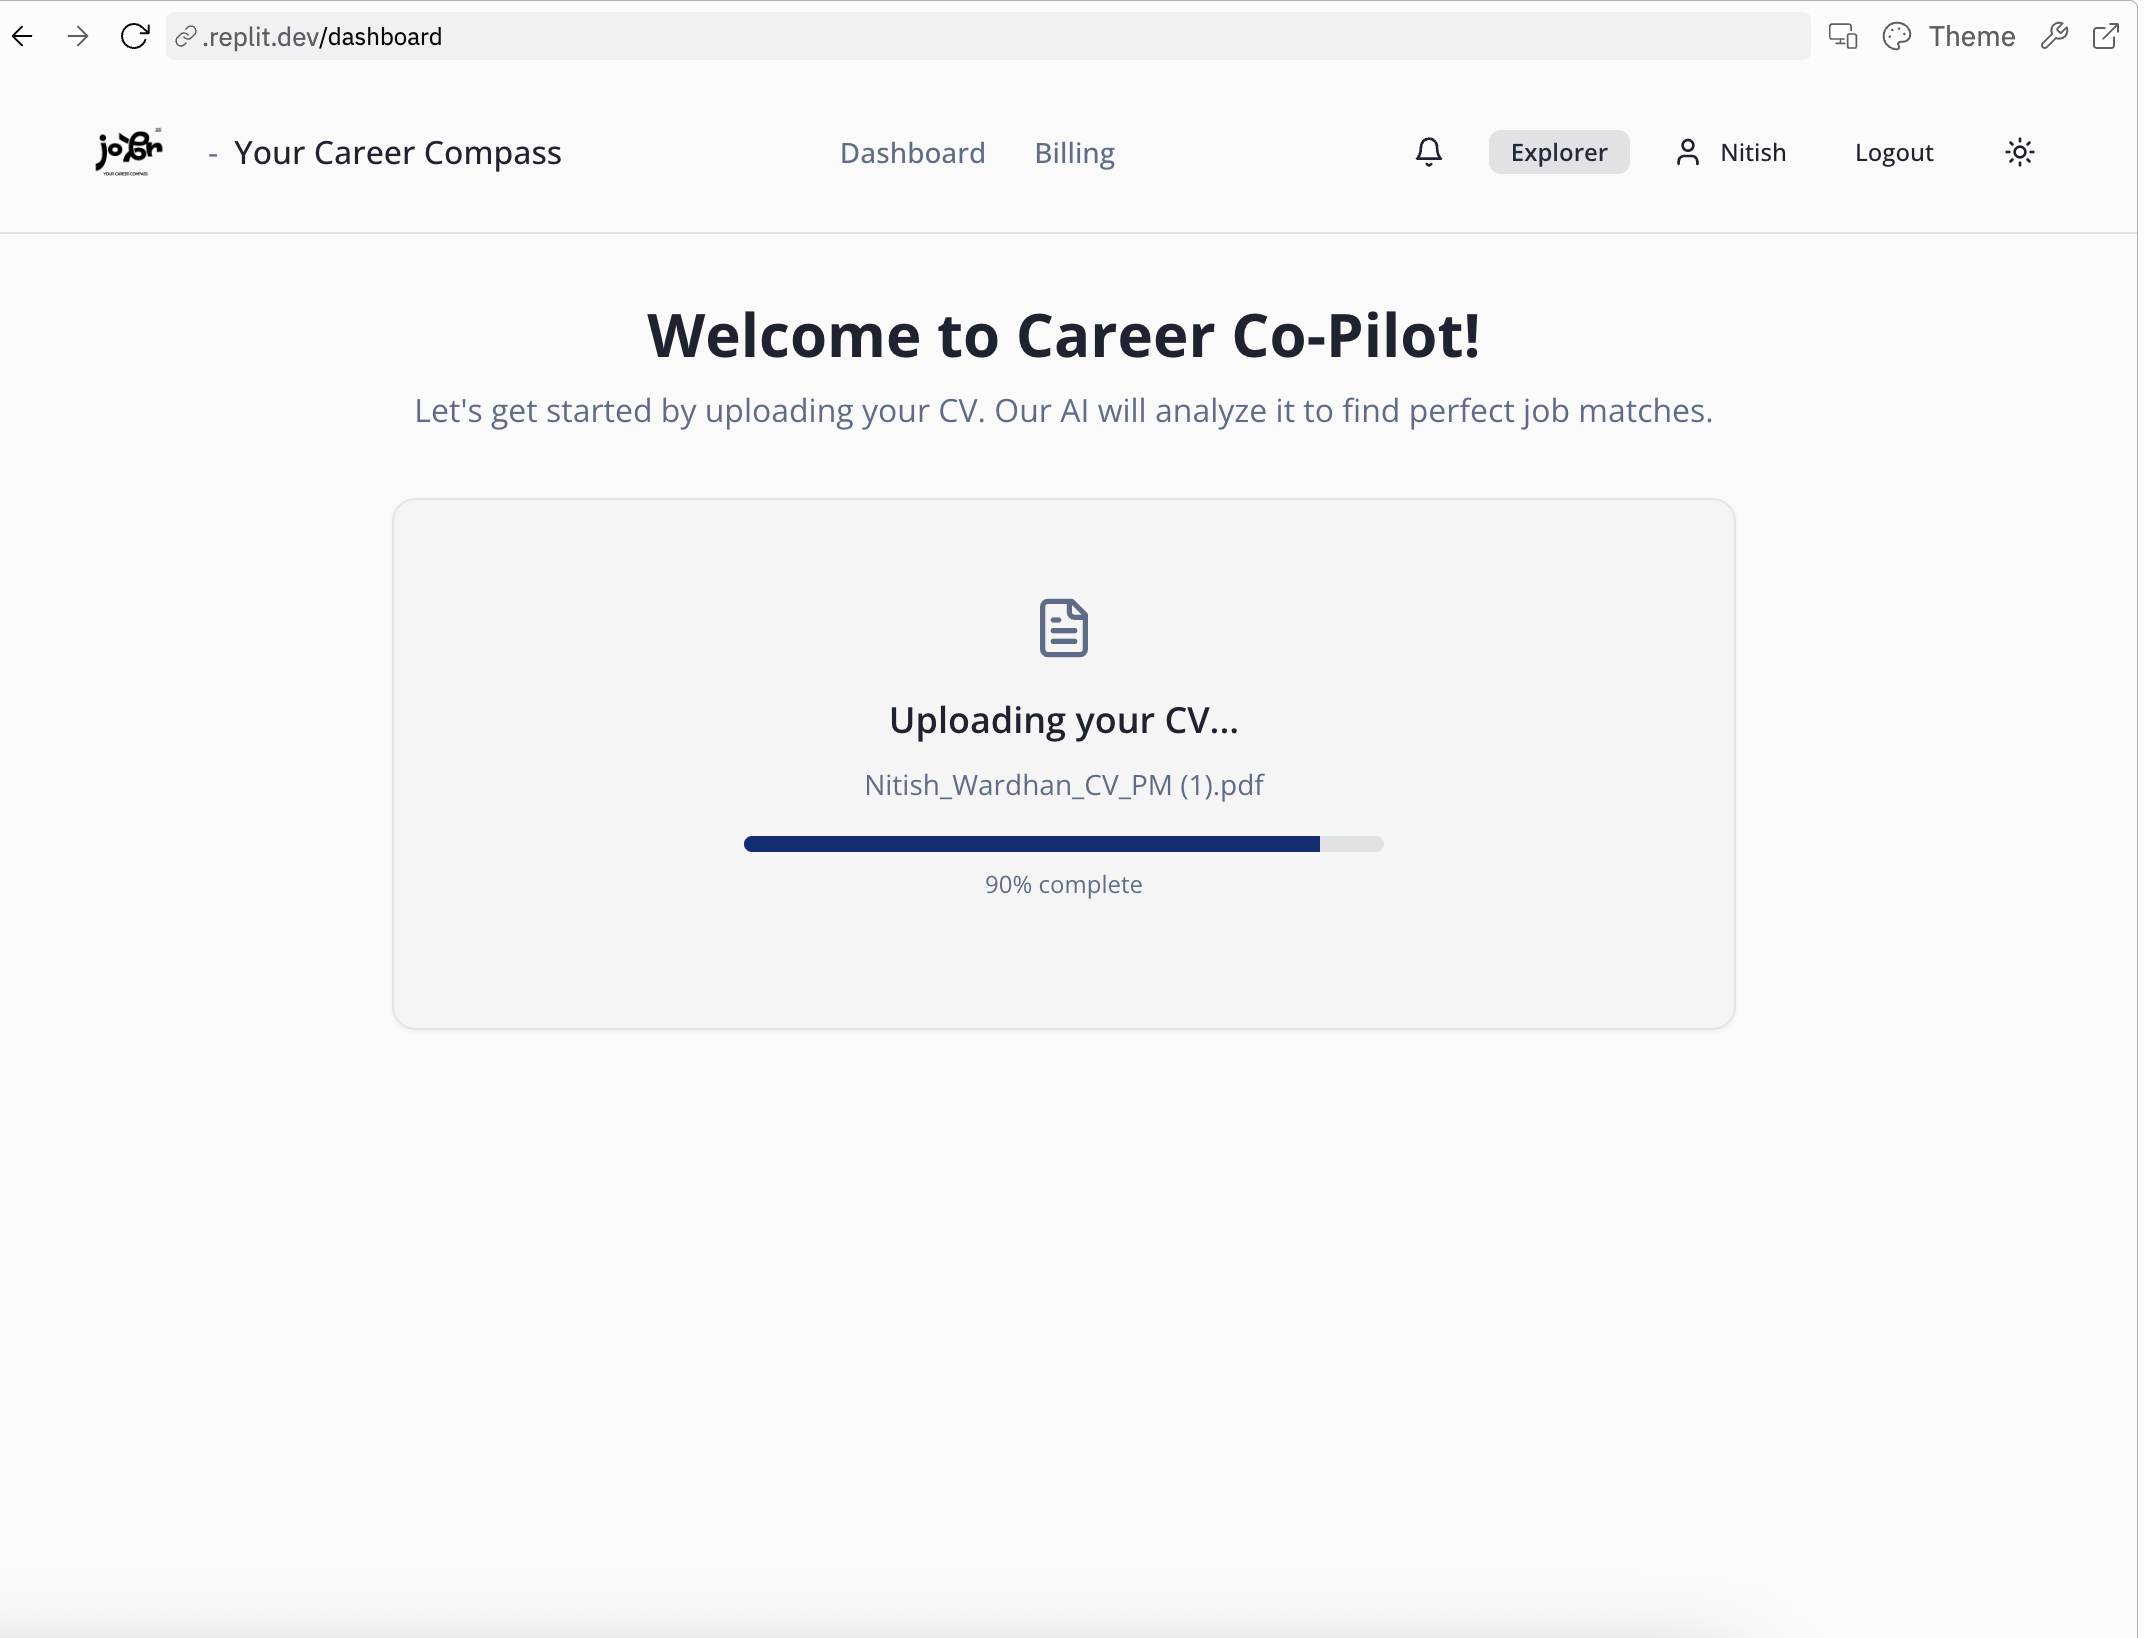 .replit.dev/dashboard
Theme
- Your Career Compass
Dashboard
Billing
Explorer
Nitish
Logout
YOUR CAREER COMPASS
Welcome to Career Co-Pilot!
Let's get started by uploading your CV. Our AI will analyze it to find perfect job matches.
Uploading your CV...
Nitish_Wardhan_CV_PM (1).pdf
90% complete